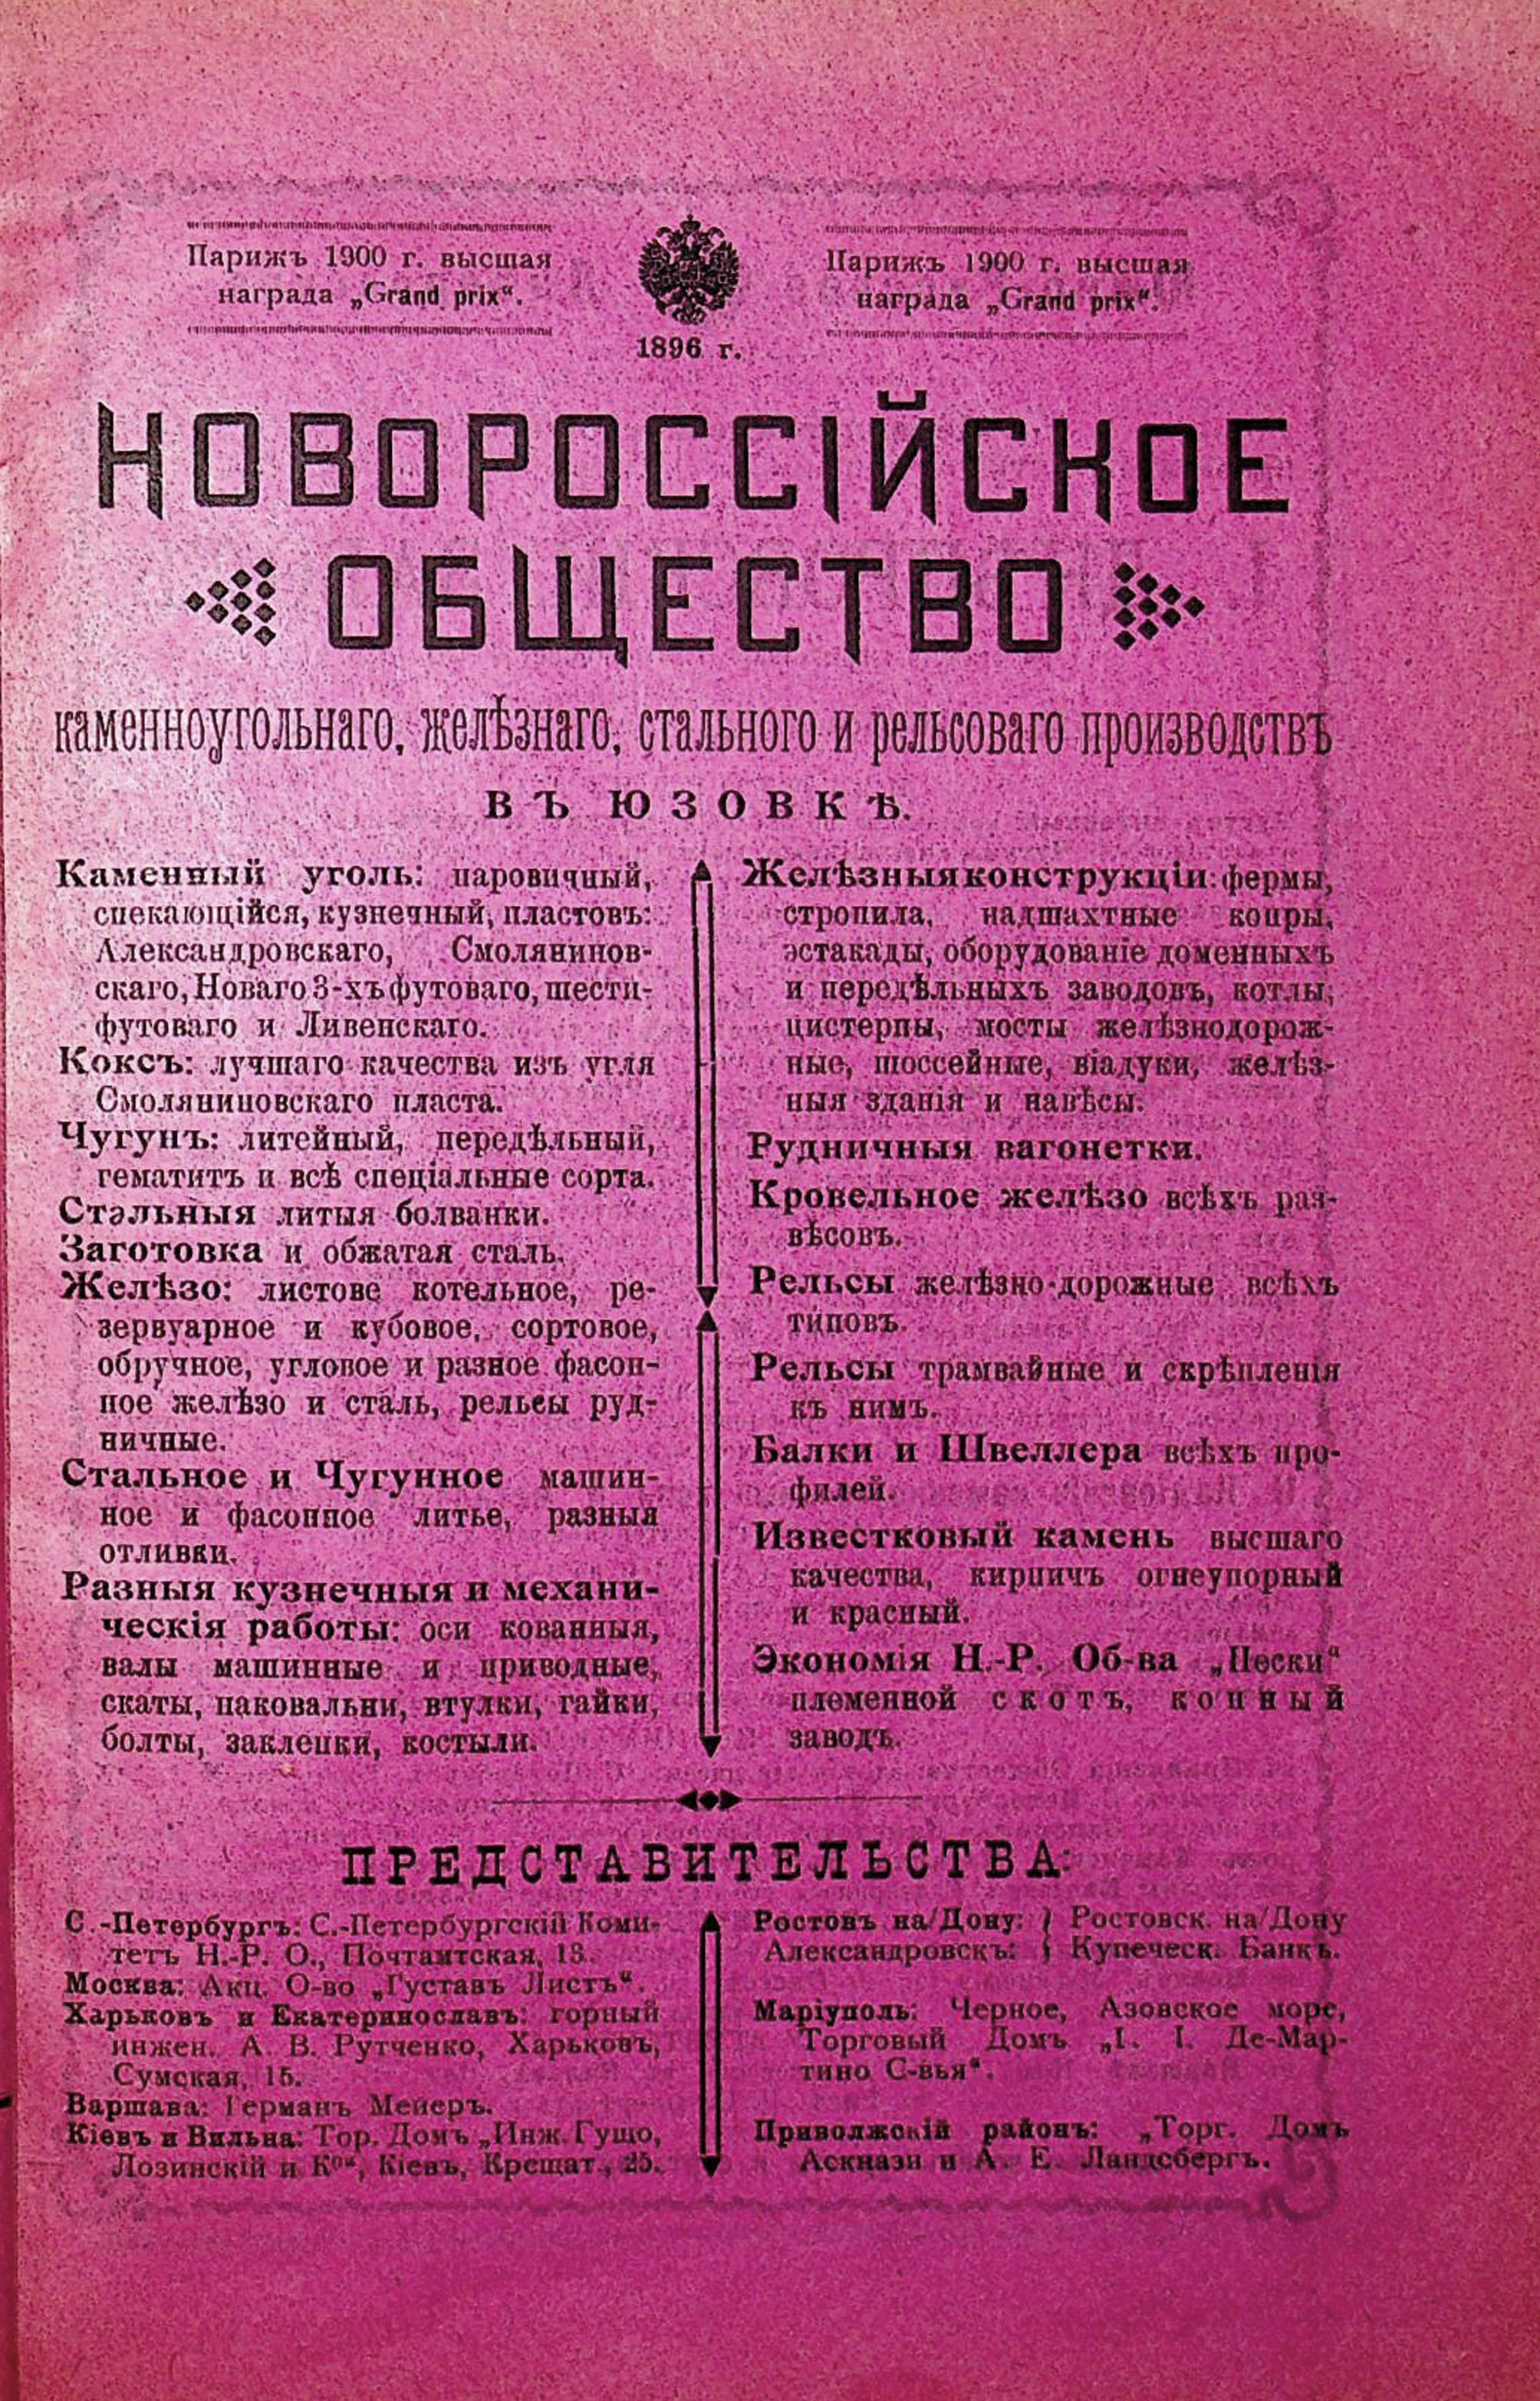 Парижъ 1900 г. высшая
награда „Grand prix“.
1896 г.
Парижъ 1900 г. высшая
награда „Grand prix“.
НОВОРОССІЙСКОЕ
ОБЩЕСТВО
каменноугольнаго, желѣзнаго, стального и рельсоваго производствъ
ВЪ ЮЗОВКѢ.
Каменный уголь: паровичный,
спекающійся, кузнечный, пластовъ:
Александровскаго, Смолянинов-
скаго, Новаго 3-хъ футоваго, шести-
футоваго и Ливенскаго.
Коксъ: лучшаго качества изъ угля
Смоляниновскаго пласта.
Чугунъ: литейный, передѣльный,
гематитъ и всѣ спеціальные сорта.
Стальныя литыя болванки.
Заготовка и обжатая сталь.
Желѣзо: листове котельное, ре-
зервуарное и кубовое, сортовое,
обручное, угловое и разное фасон-
ное желѣзо и сталь, рельсы руд-
ничные.
Стальное и Чугунное машин-
ное и фасонное литье, разныя
отливки.
Разныя кузнечныя и механи-
ческія работы: оси кованныя,
валы машинные и приводные,
скаты, наковальни, втулки, гайки,
болты, заклепки, костыли.
Желѣзныя конструкціи: фермы,
стропила, надшахтные копры,
эстакады, оборудованіе доменныхъ
и передѣльныхъ заводовъ, котлы,
цистерны, мосты желѣзнодорож-
ные, шоссейные, віадуки, желѣз-
ныя зданія и навѣсы.
Рудничныя вагонетки.
Кровельное желѣзо всѣхъ раз-
вѣсовъ.
Рельсы желѣзно-дорожные всѣхъ
типовъ.
Рельсы трамвайные и скрѣпленія
къ нимъ.
Балки и Швеллера всѣхъ про-
филей.
Известковый камень высшаго
качества, кирпичъ огнеупорный
и красный.
Экономія Н.-Р. Об-ва „Пески“
племенной скотъ, конный
заводъ.
ПРЕДСТАВИТЕЛЬСТВА:
С.-Петербургъ: С.-Петербургскій Коми-
тетъ Н.-Р. О., Почтамтская, 13.
Москва: Акц. О-во „Густавъ Листъ“.
Харьковъ и Екатеринославъ: горный
инжен. А. В. Рутченко, Харьковъ,
Сумская, 15.
Варшава: Германъ Мейеръ.
Кіевъ и Вильна: Тор. Домъ „Инж. Гущо,
Лозинскій и Ко“, Кіевъ, Крещат., 25.
Ростовъ на/Дону: } Ростовск. на/Дону
Александровскъ: } Купеческ. Банкъ.
Маріуполь: Черное, Азовское море,
Торговый Домъ „І. І. Де-Мар-
тино С-вья“.
Приволжскій районъ: „Торг. Домъ
Аскнази и А. Е. Ландсбергъ.